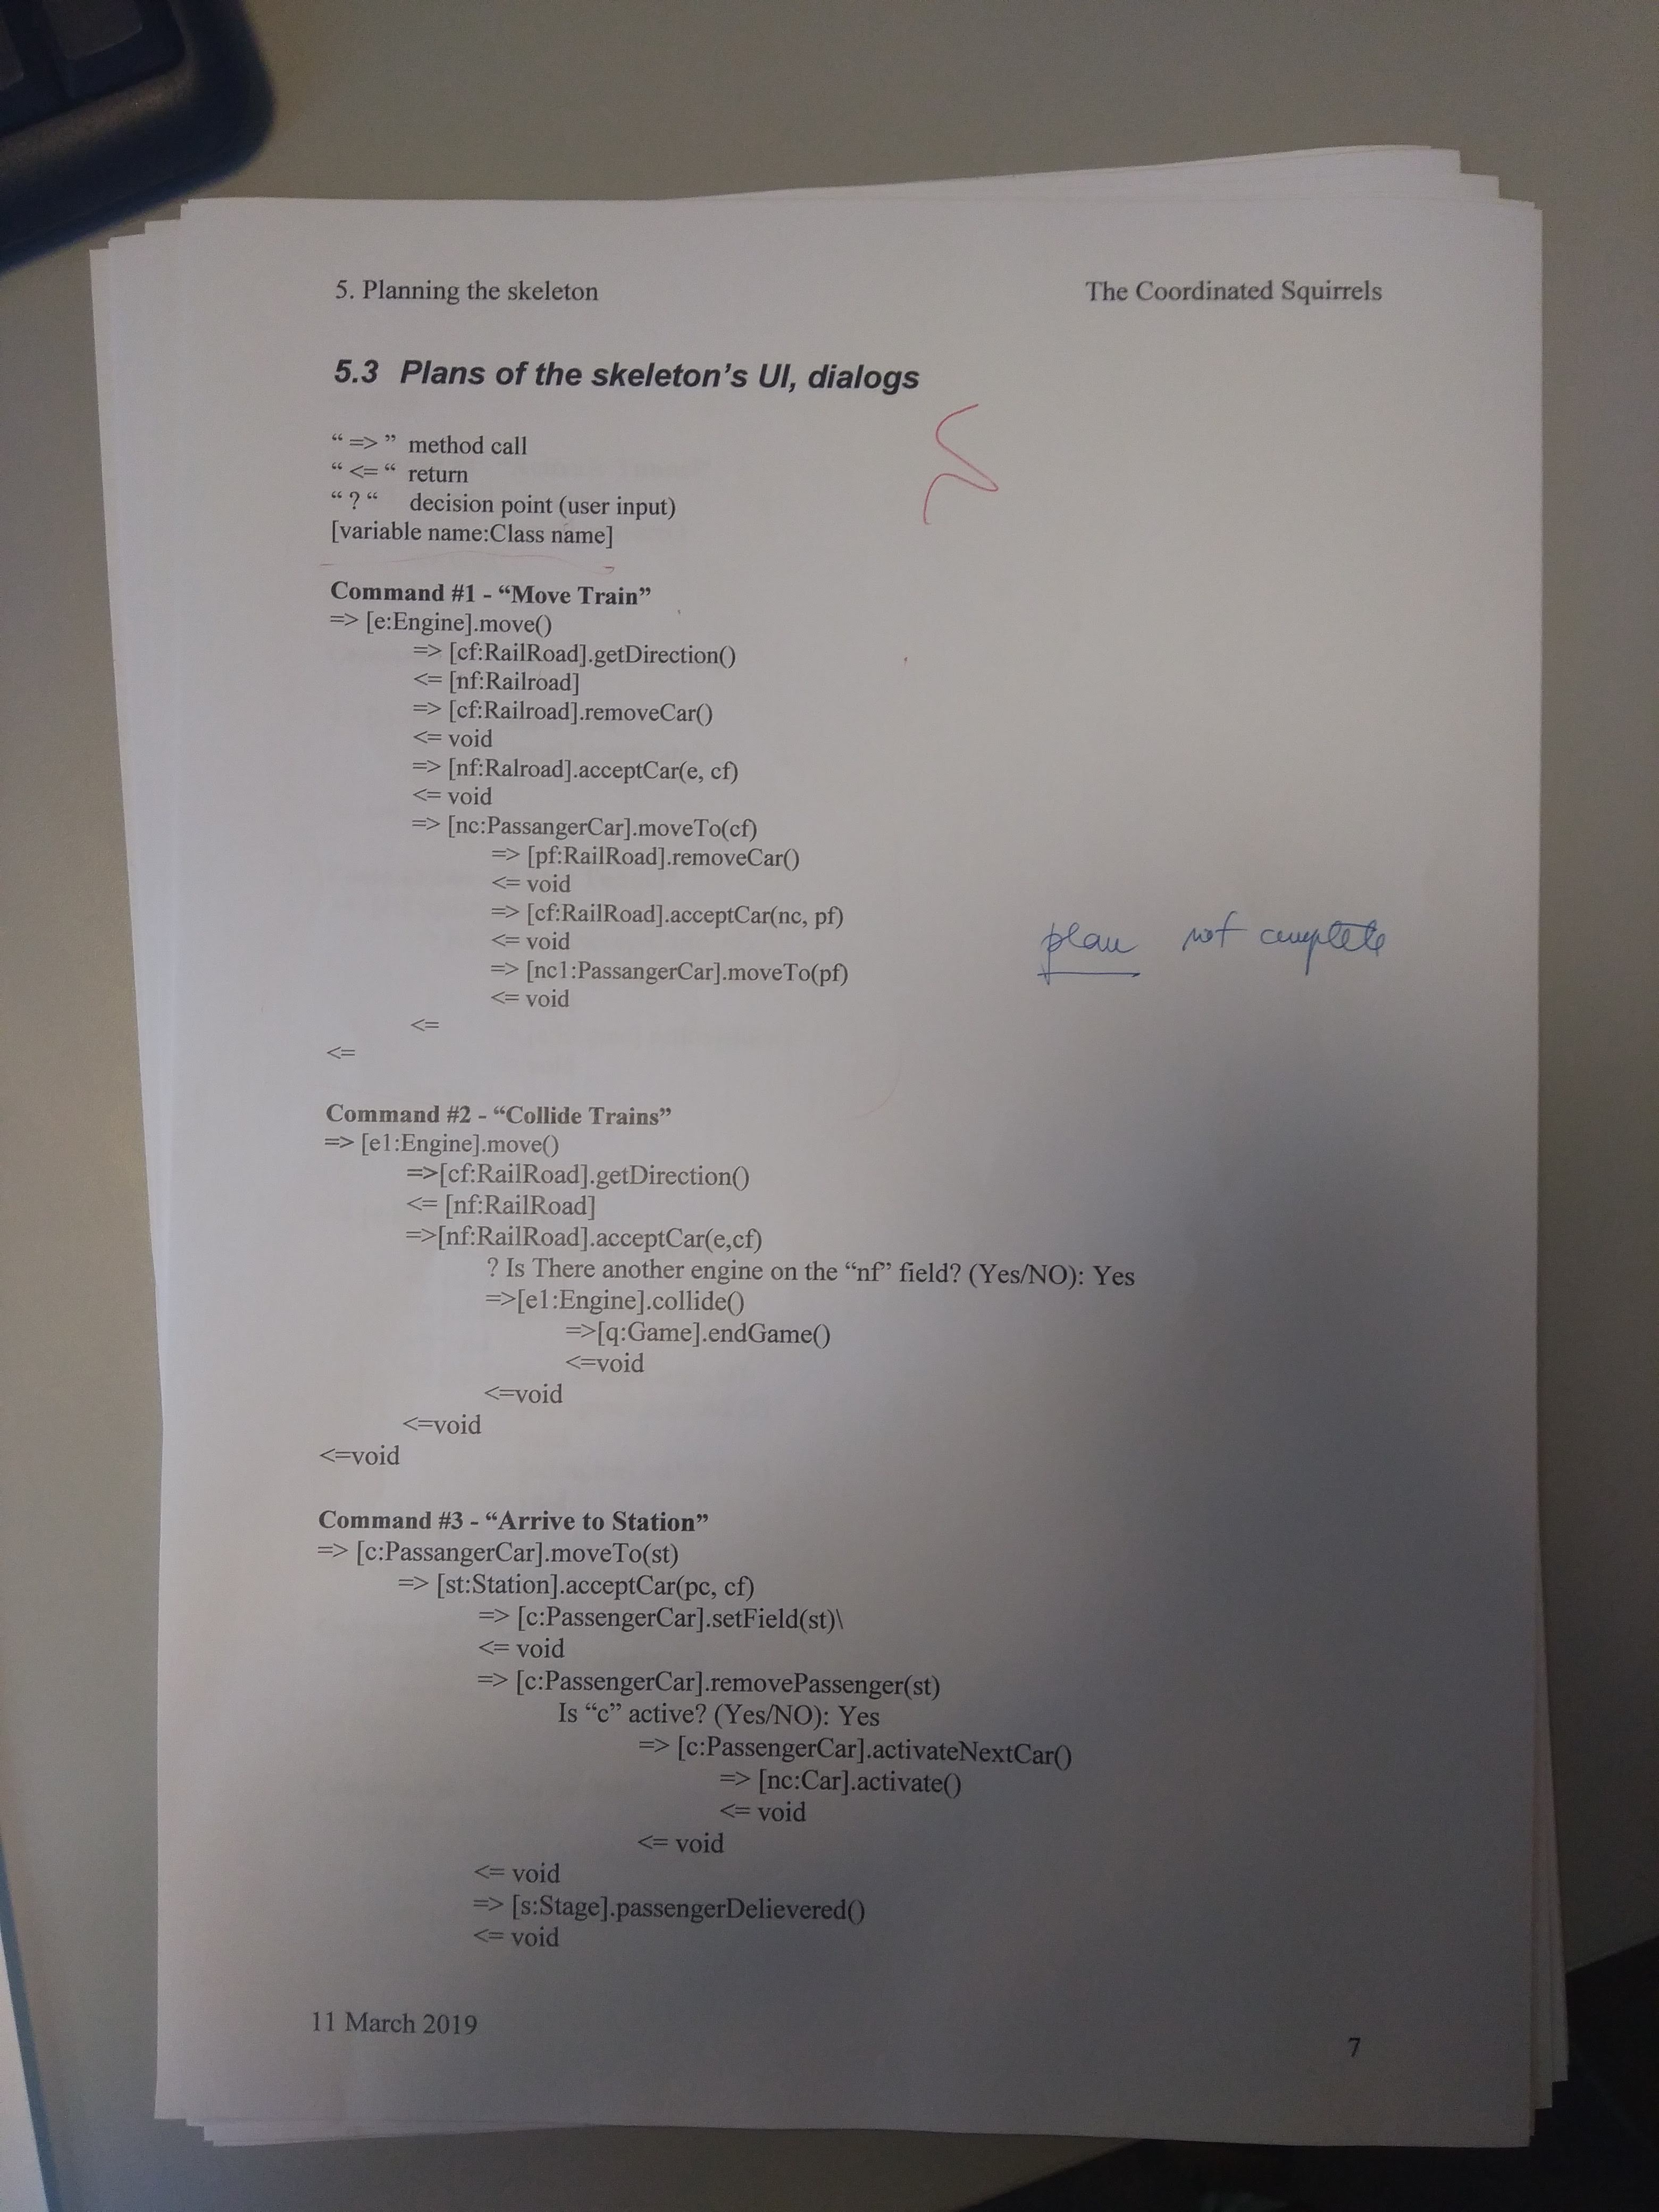 5. Planning the skeleton The Coordinated Squirrels
5.3 Plans of the skeleton’s UI, dialogs
“ => ” method call
“ <= “ return
“ ? “ decision point (user input)
[variable name:Class name]
Command #1 - “Move Train”
=> [e:Engine].move()
=> [cf:RailRoad].getDirection()
<= [nf:Railroad]
=> [cf:Railroad].removeCar()
<= void
=> [nf:Ralroad].acceptCar(e, cf)
<= void
=> [nc:PassangerCar].moveTo(cf)
=> [pf:RailRoad].removeCar()
<= void
=> [cf:RailRoad].acceptCar(nc, pf)
<= void
plan not complete
=> [nc1:PassangerCar].moveTo(pf)
<= void
<=
<=
Command #2 - “Collide Trains”
=> [e1:Engine].move()
=>[cf:RailRoad].getDirection()
<= [nf:RailRoad]
=>[nf:RailRoad].acceptCar(e,cf)
? Is There another engine on the “nf” field? (Yes/NO): Yes
=>[e1:Engine].collide()
=>[q:Game].endGame()
<=void
<=void
<=void
<=void
Command #3 - “Arrive to Station”
=> [c:PassangerCar].moveTo(st)
=> [st:Station].acceptCar(pc, cf)
=> [c:PassengerCar].setField(st)\
<= void
=> [c:PassengerCar].removePassenger(st)
Is “c” active? (Yes/NO): Yes
=> [c:PassengerCar].activateNextCar()
=> [nc:Car].activate()
<= void
<= void
<= void
=> [s:Stage].passengerDelievered()
<= void
11 March 2019
7